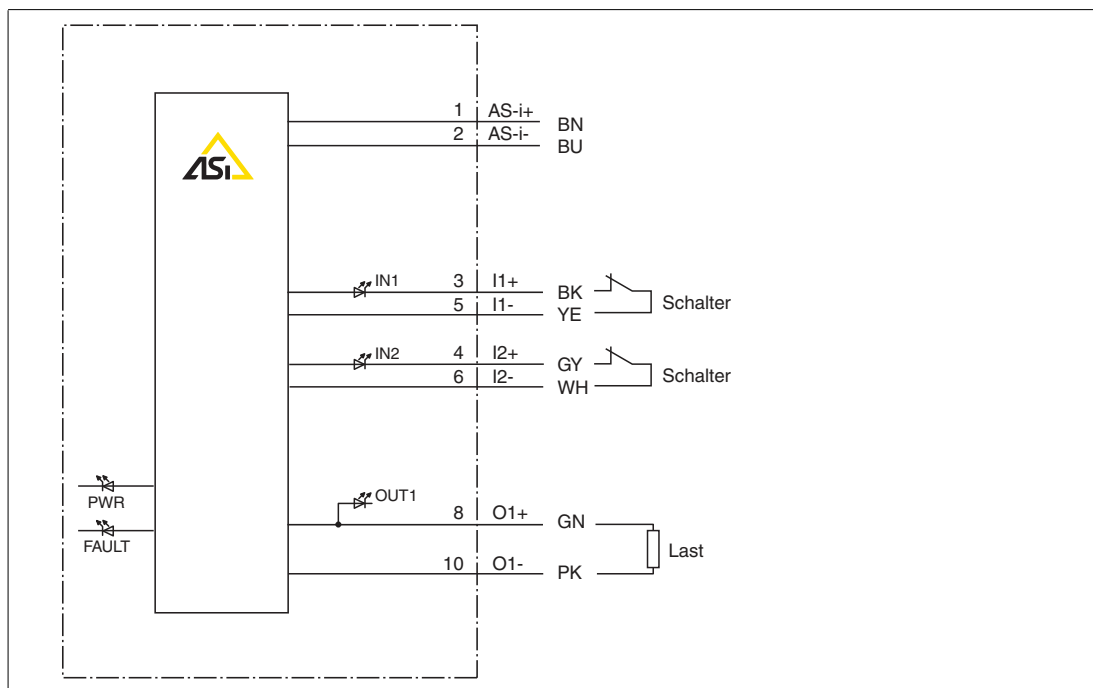 1 AS-i+ BN
2 AS-i- BU
ASi
IN1 3 I1+ BK
5 I1- YE
Schalter
IN2 4 I2+ GY
6 I2- WH
Schalter
PWR
FAULT
OUT1
8 O1+ GN
Last
10 O1- PK